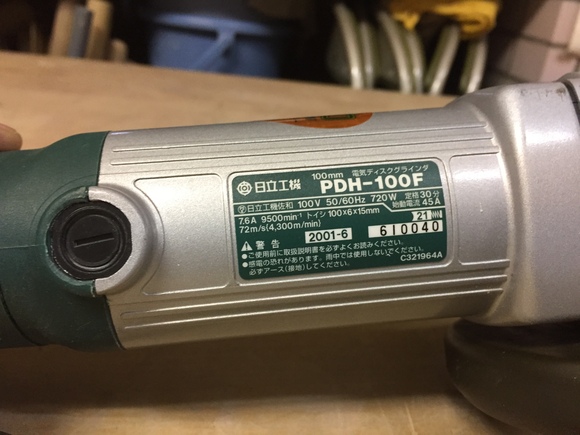 日立工機 100mm 電気ディスクグラインダ
PDH-100F
日立工機佐和 100V 50/60Hz 720W 定格30分
7.6A 9500min⁻¹ トイシ 100×6×15mm 始動電流 45A
72m/s(4,300m/min)
2001-6
21
610040
警告
●ご使用前に取扱説明書を必ずよくお読みください。
●感電の恐れがあります。雨中では使用しないでください。
必ずアース(接地)してください。
C321964A